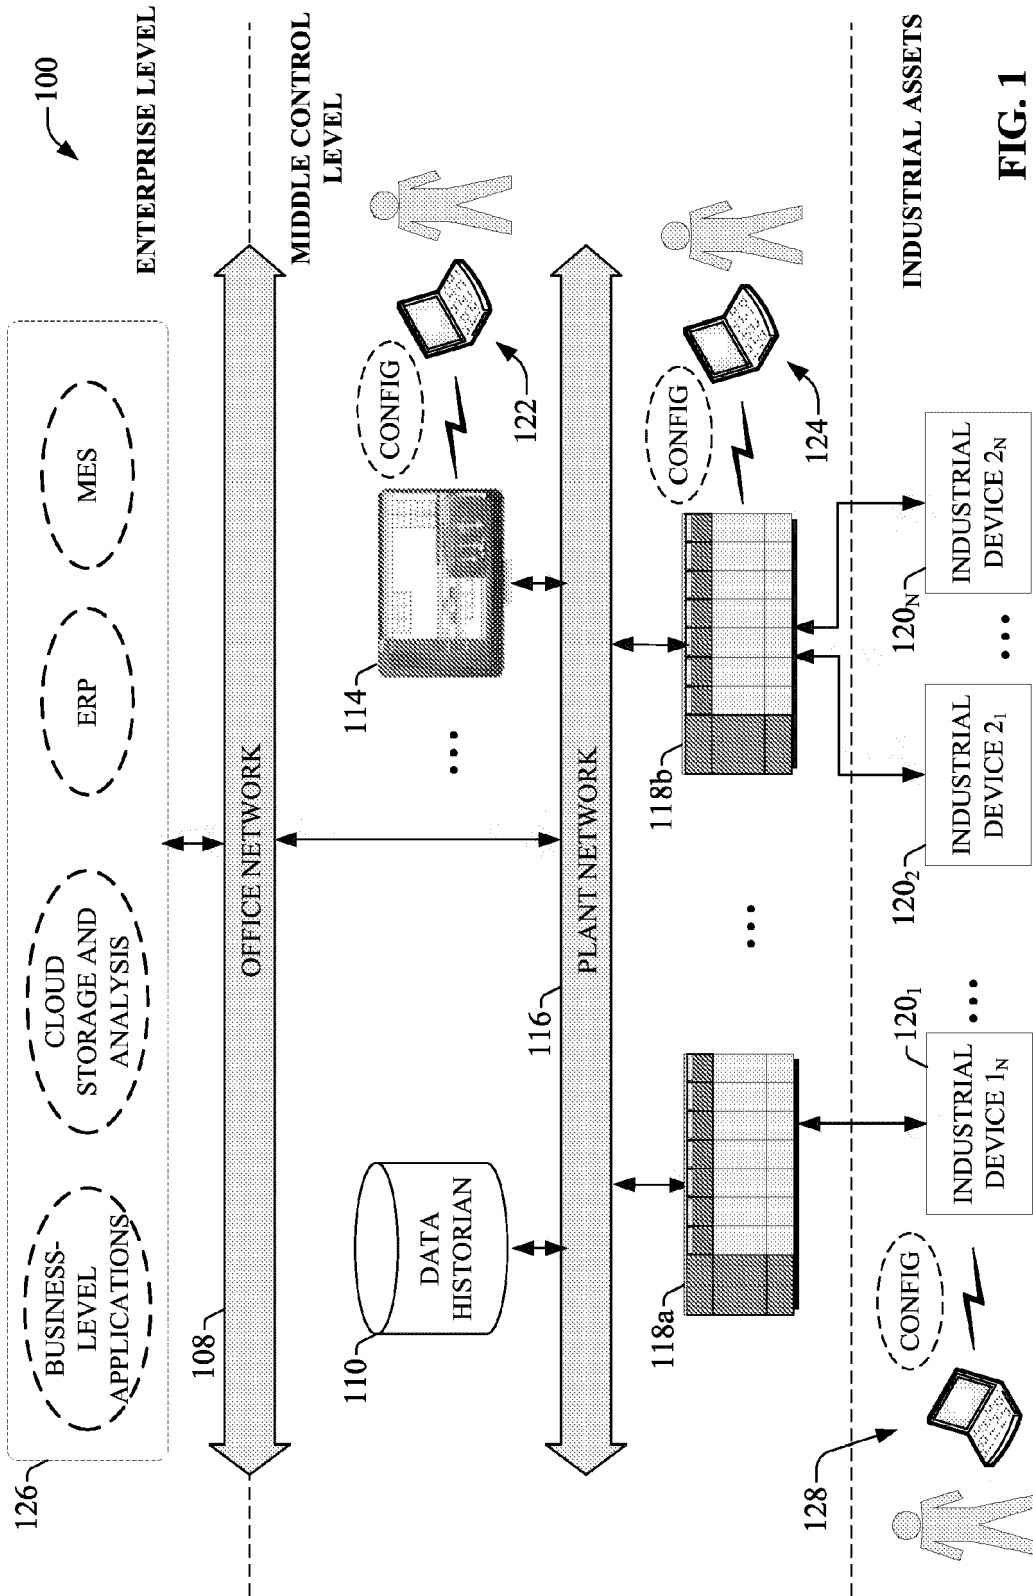 100
ENTERPRISE LEVEL
126
BUSINESS-
LEVEL
APPLICATIONS
CLOUD
STORAGE AND
ANALYSIS
ERP
MES
108
OFFICE NETWORK
MIDDLE CONTROL
LEVEL
110
DATA
HISTORIAN
114
CONFIG
122
116
PLANT NETWORK
118a
118b
CONFIG
124
INDUSTRIAL ASSETS
128
CONFIG
INDUSTRIAL
DEVICE 1N
1201
1202
INDUSTRIAL
DEVICE 21
120N
INDUSTRIAL
DEVICE 2N
FIG. 1